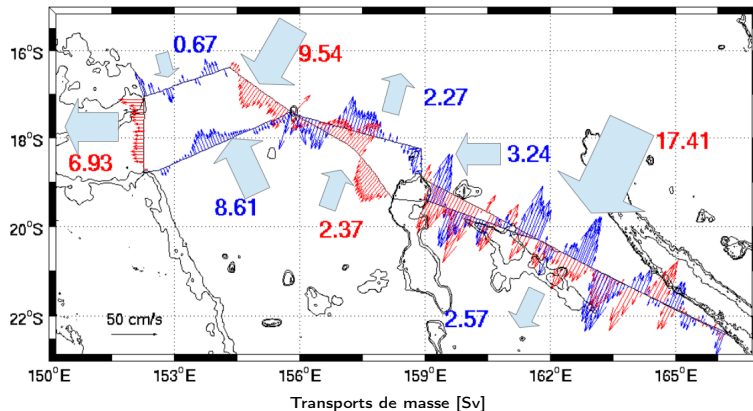 16°S
0.67
9.54
2.27
18°S
3.24
17.41
6.93
8.61
2.37
20°S
2.57
22°S
50 cm/s
150°E
153°E
156°E
159°E
162°E
165°E
Transports de masse [Sv]